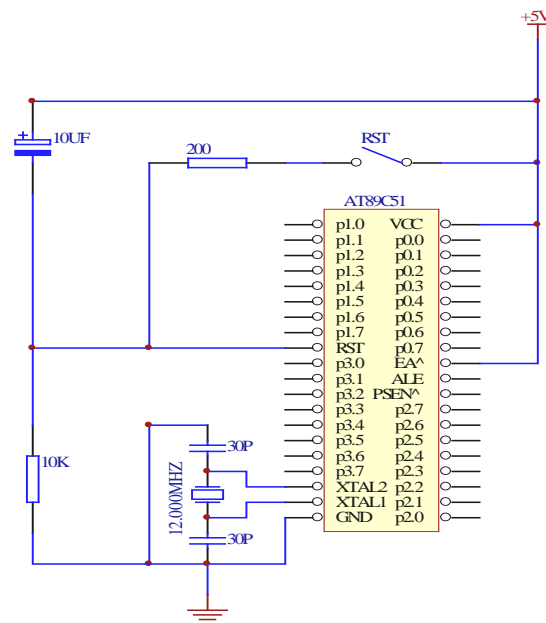 +5V
10UF
+
200
RST
AT89C51
p1.0 VCC
p1.1 p0.0
p1.2 p0.1
p1.3 p0.2
p1.4 p0.3
p1.5 p0.4
p1.6 p0.5
p1.7 p0.6
RST p0.7
p3.0 EA^
p3.1 ALE
p3.2 PSEN^
p3.3 p2.7
p3.4 p2.6
p3.5 p2.5
p3.6 p2.4
p3.7 p2.3
XTAL2 p2.2
XTAL1 p2.1
GND p2.0
10K
30P
12.000MHZ
30P